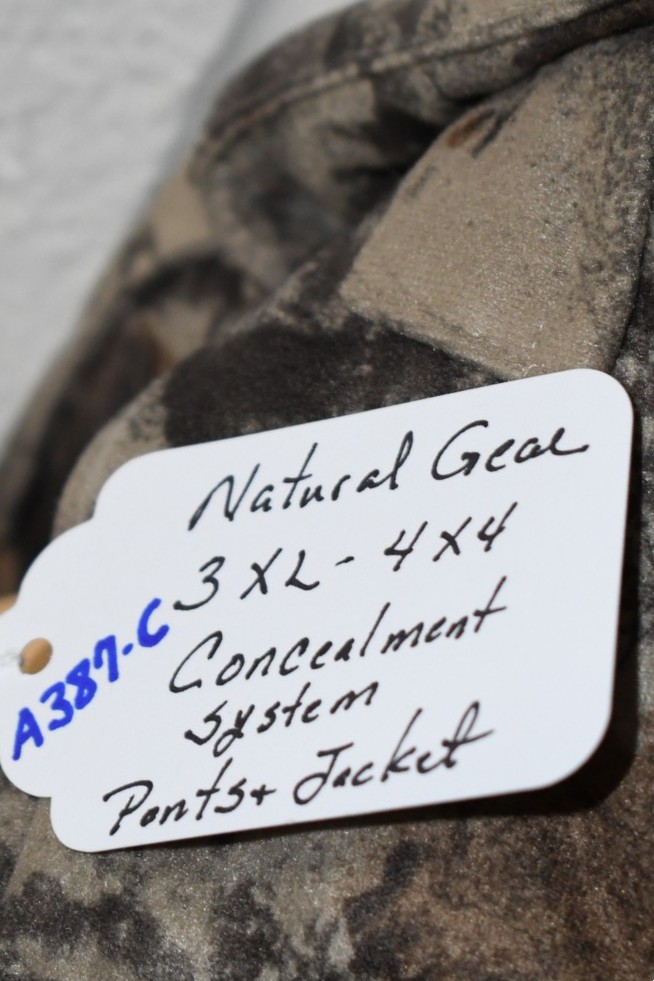 Natural Gear
3XL-4X4
Concealment
System
Pants+ Jacket
A387-C